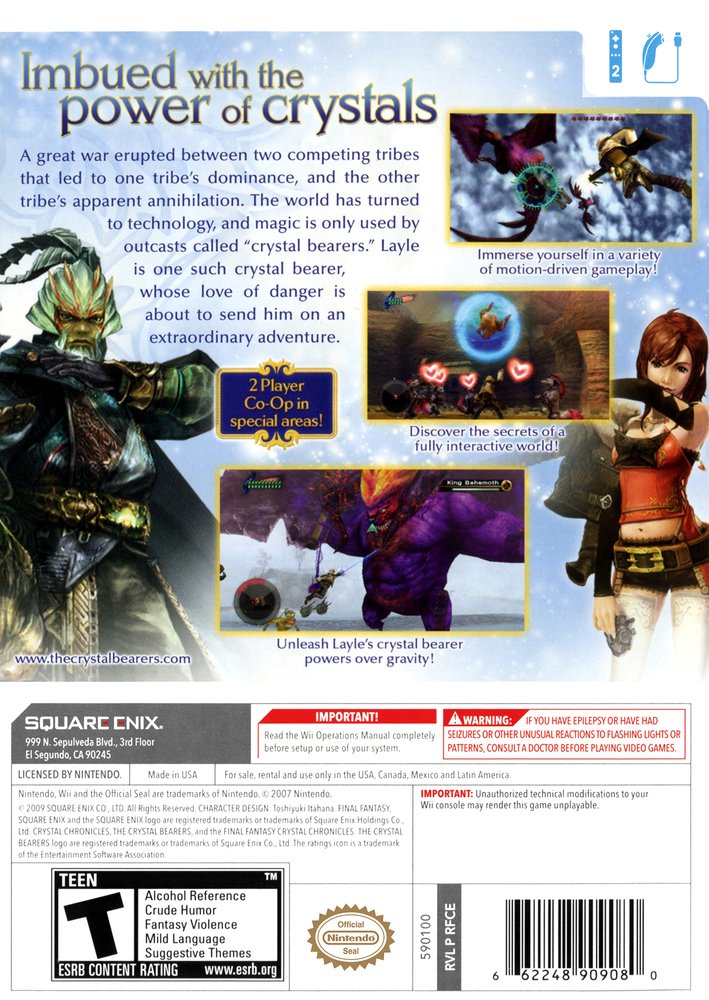 2
Imbued with the
power of crystals
A great war erupted between two competing tribes
that led to one tribe's dominance, and the other
tribe's apparent annihilation. The world has turned
to technology, and magic is only used by
outcasts called "crystal bearers." Layle
is one such crystal bearer,
whose love of danger is
about to send him on an
extraordinary adventure.
Immerse yourself in a variety
of motion-driven gameplay!
2 Player
Co-Op in
special areas!
Discover the secrets of a
fully interactive world!
King Behemoth
Unleash Layle's crystal bearer
powers over gravity!
www.thecrystalbearers.com
SQUARE ENIX.
999 N. Sepulveda Blvd., 3rd Floor
El Segundo, CA 90245
IMPORTANT!
Read the Wii Operations Manual completely
before setup or use of your system.
WARNING: IF YOU HAVE EPILEPSY OR HAVE HAD
SEIZURES OR OTHER UNUSUAL REACTIONS TO FLASHING LIGHTS OR
PATTERNS, CONSULT A DOCTOR BEFORE PLAYING VIDEO GAMES.
LICENSED BY NINTENDO.
Made in USA
For sale, rental and use only in the USA, Canada, Mexico and Latin America.
Nintendo, Wii and the Official Seal are trademarks of Nintendo. © 2007 Nintendo.
© 2009 SQUARE ENIX CO., LTD. All Rights Reserved. CHARACTER DESIGN: Toshiyuki Itahana. FINAL FANTASY,
SQUARE ENIX and the SQUARE ENIX logo are registered trademarks or trademarks of Square Enix Holdings Co.,
Ltd. CRYSTAL CHRONICLES, THE CRYSTAL BEARERS, and the FINAL FANTASY CRYSTAL CHRONICLES THE CRYSTAL
BEARERS logo are registered trademarks or trademarks of Square Enix Co., Ltd. The ratings icon is a trademark
of the Entertainment Software Association.
IMPORTANT: Unauthorized technical modifications to your
Wii console may render this game unplayable.
TEEN
TM
T
Alcohol Reference
Crude Humor
Fantasy Violence
Mild Language
Suggestive Themes
ESRB CONTENT RATING www.esrb.org
Official
Nintendo
Seal
590100
RVL P RFCE
6 62248 90908 0